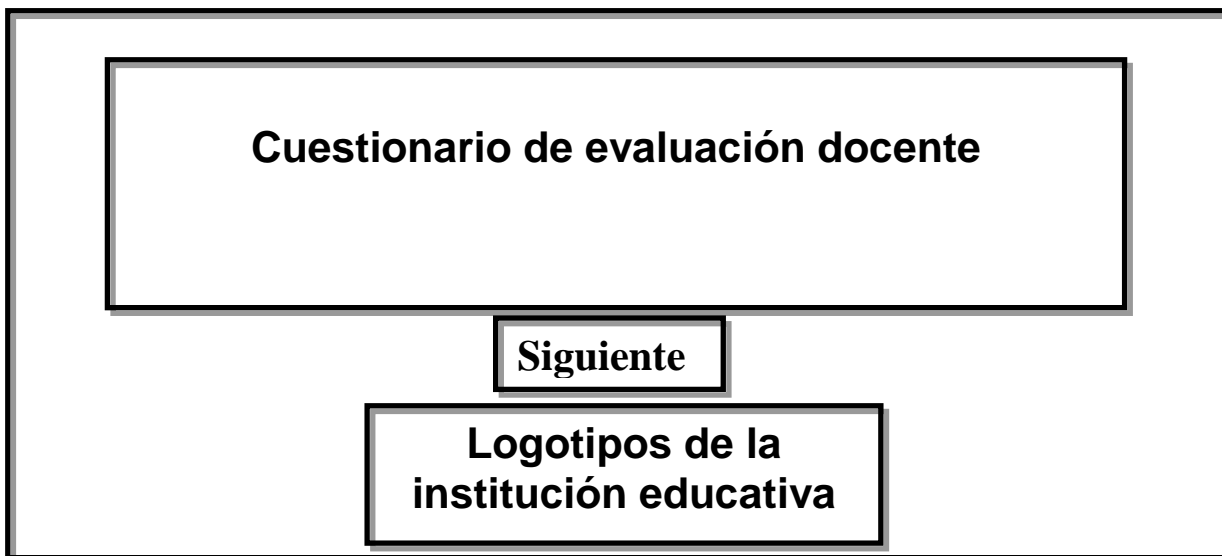 Cuestionario de evaluación docente
Siguiente
Logotipos de la
institución educativa